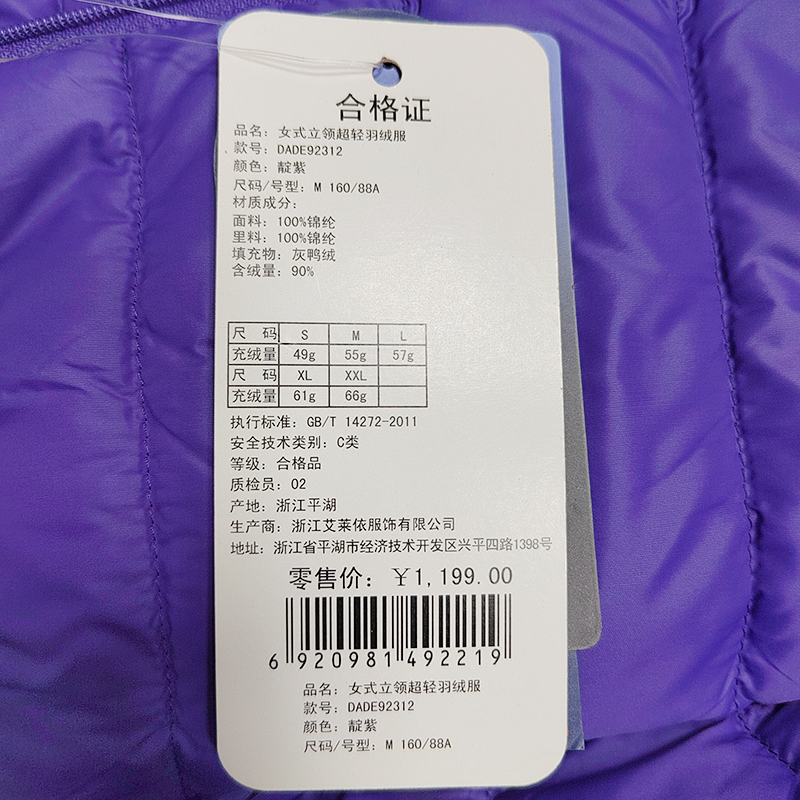 合格证
品名：女式立领超轻羽绒服
款号：DADE92312
颜色：靛紫
尺码/号型：M 160/88A
材质成分：
面料：100%锦纶
里料：100%锦纶
填充物：灰鸭绒
含绒量：90%
尺 码 S M L
充绒量 49g 55g 57g
尺 码 XL XXL
充绒量 61g 66g
执行标准：GB/T 14272-2011
安全技术类别：C类
等级：合格品
质检员：02
产地：浙江平湖
生产商：浙江艾莱依服饰有限公司
地址：浙江省平湖市经济技术开发区兴平四路1398号
零售价：￥1,199.00
6 920981 492219
品名：女式立领超轻羽绒服
款号：DADE92312
颜色：靛紫
尺码/号型：M 160/88A